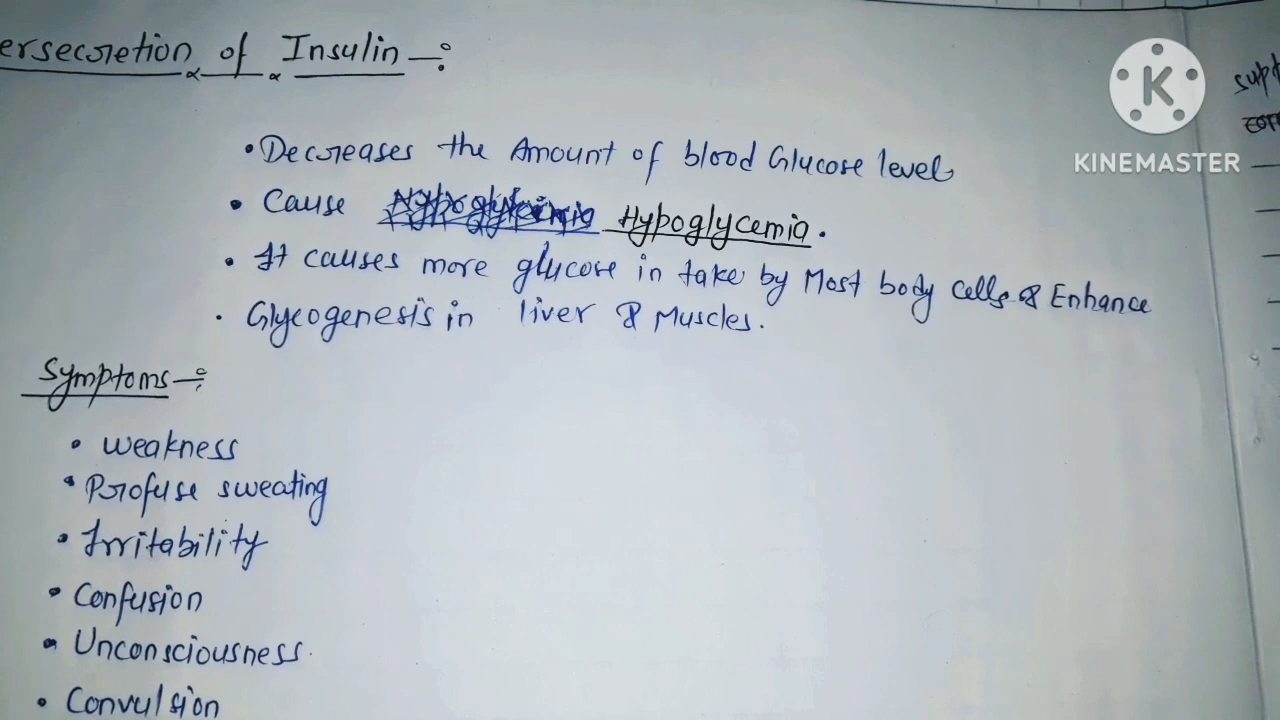 ersecretion of Insulin :
• Decreases the Amount of blood Glucose level
• Cause Hypoglycemia.
• It causes more glucose in take by Most body cells & Enhance
• Glycogenesis in liver & Muscles.
Symptoms :
• Weakness
• Profuse sweating
• Irritability
• Confusion
• Unconsciousness.
• Convulsion
K
KINEMASTER